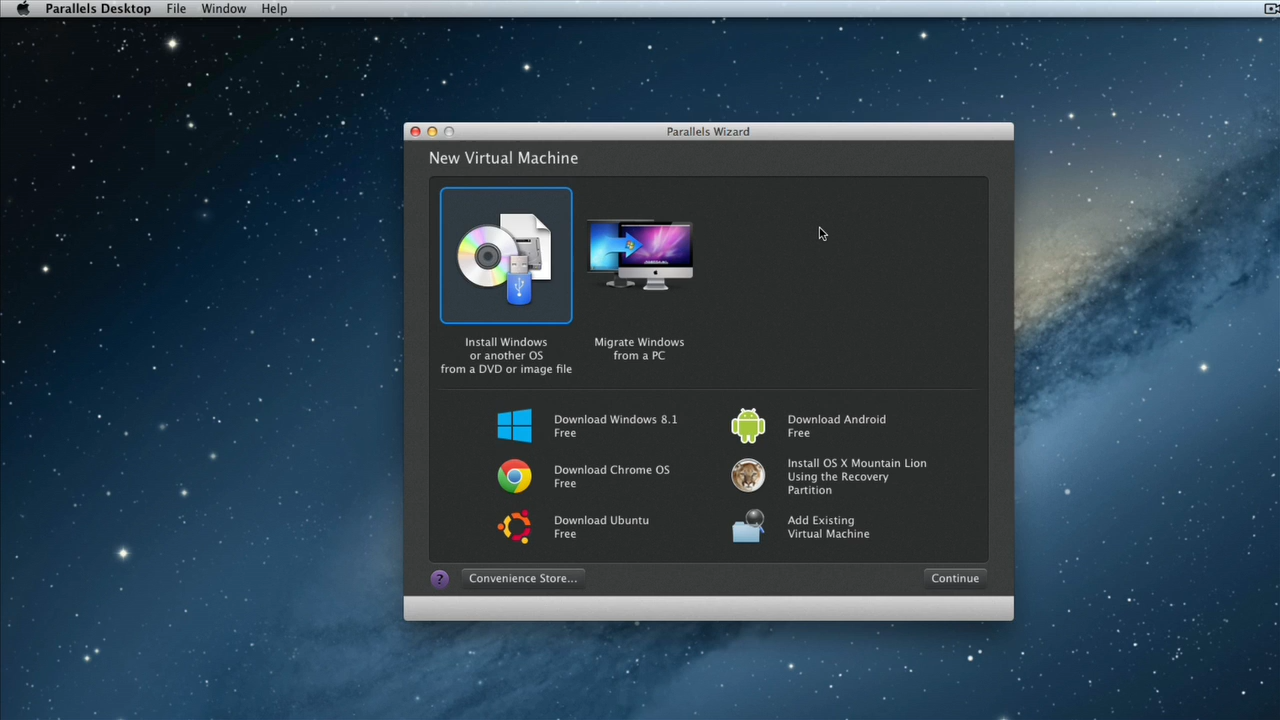 Parallels Desktop File Window Help
Parallels Wizard
New Virtual Machine
Install Windows
or another OS
from a DVD or image file
Migrate Windows
from a PC
Download Windows 8.1
Free
Download Android
Free
Download Chrome OS
Free
Install OS X Mountain Lion
Using the Recovery
Partition
Download Ubuntu
Free
Add Existing
Virtual Machine
? Convenience Store... Continue